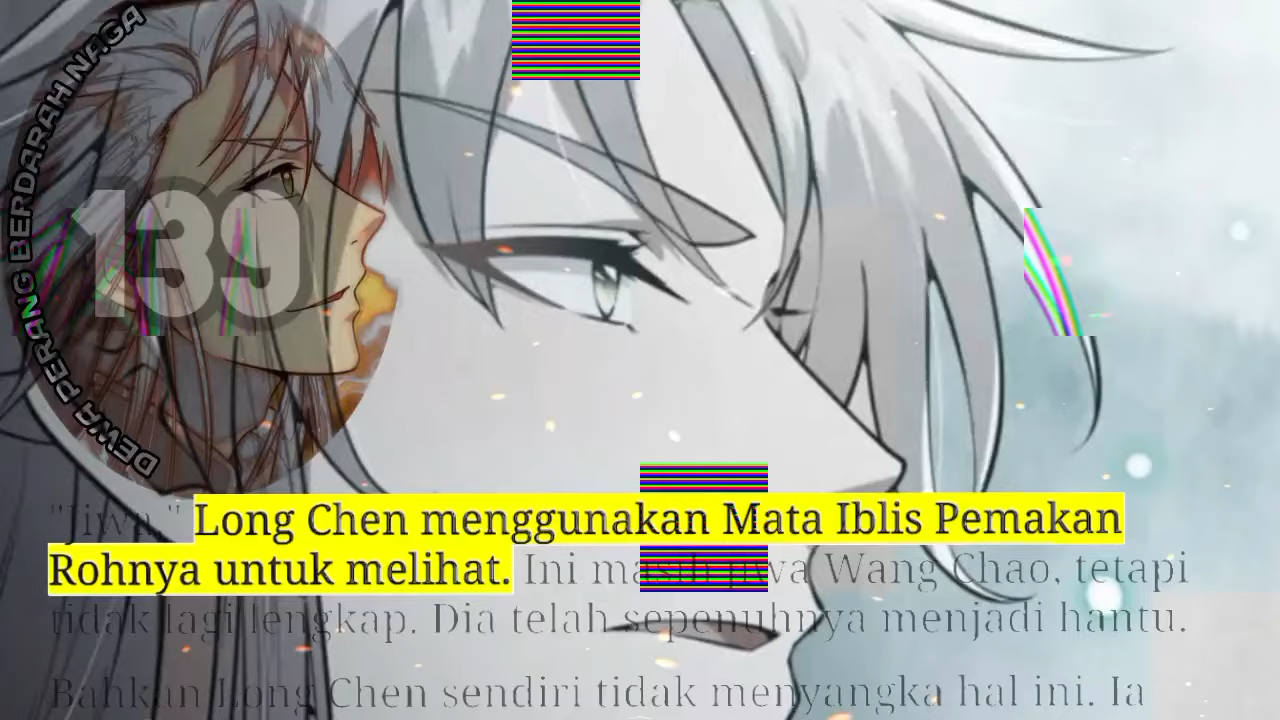 DEWA PERANG BERDARAH NAGA
139
"Jiwa," Long Chen menggunakan Mata Iblis Pemakan
Rohnya untuk melihat. Ini masih jiwa Wang Chao, tetapi
tidak lagi lengkap. Dia telah sepenuhnya menjadi hantu.
Bahkan Long Chen sendiri tidak menyangka hal ini. Ia